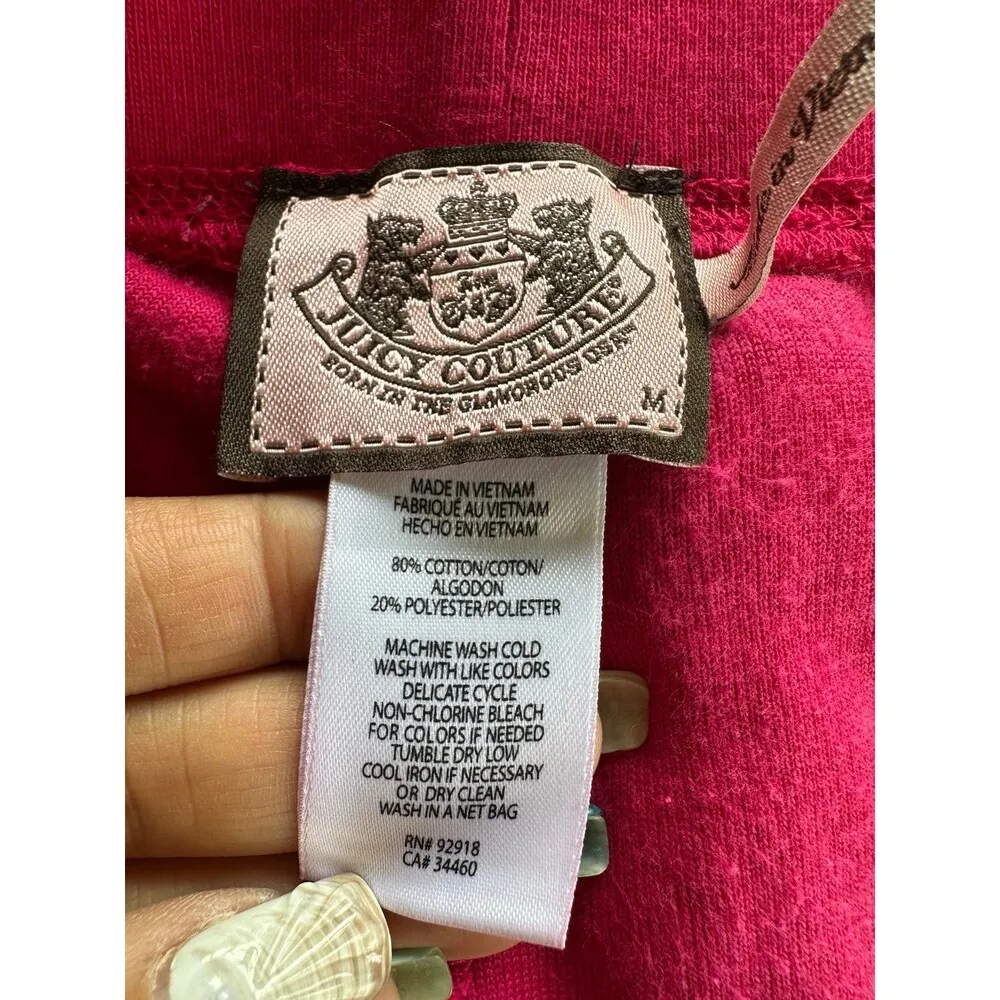 JUICY COUTURE
BORN IN THE GLAMOROUS USA
M
in Vietn
MADE IN VIETNAM
FABRIQUÉ AU VIETNAM
HECHO EN VIETNAM
80% COTTON/COTON/
ALGODON
20% POLYESTER/POLIESTER
MACHINE WASH COLD
WASH WITH LIKE COLORS
DELICATE CYCLE
NON-CHLORINE BLEACH
FOR COLORS IF NEEDED
TUMBLE DRY LOW
COOL IRON IF NECESSARY
OR DRY CLEAN
WASH IN A NET BAG
RN# 92918
CA# 34460